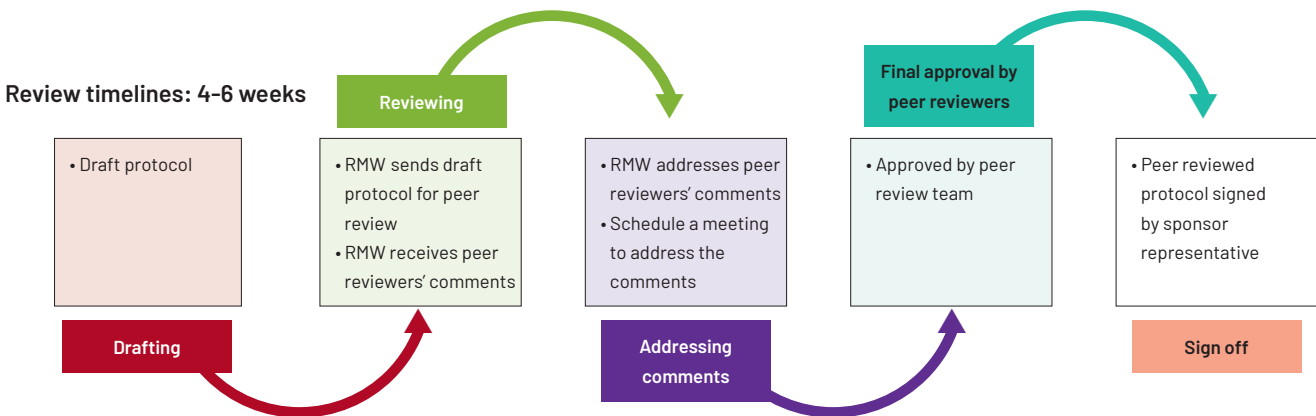 Review timelines: 4-6 weeks
Drafting
• Draft protocol
Reviewing
• RMW sends draft
protocol for peer
review
• RMW receives peer
reviewers’ comments
• RMW addresses peer
reviewers’ comments
• Schedule a meeting
to address the
comments
Addressing
comments
Final approval by
peer reviewers
• Approved by peer
review team
• Peer reviewed
protocol signed
by sponsor
representative
Sign off